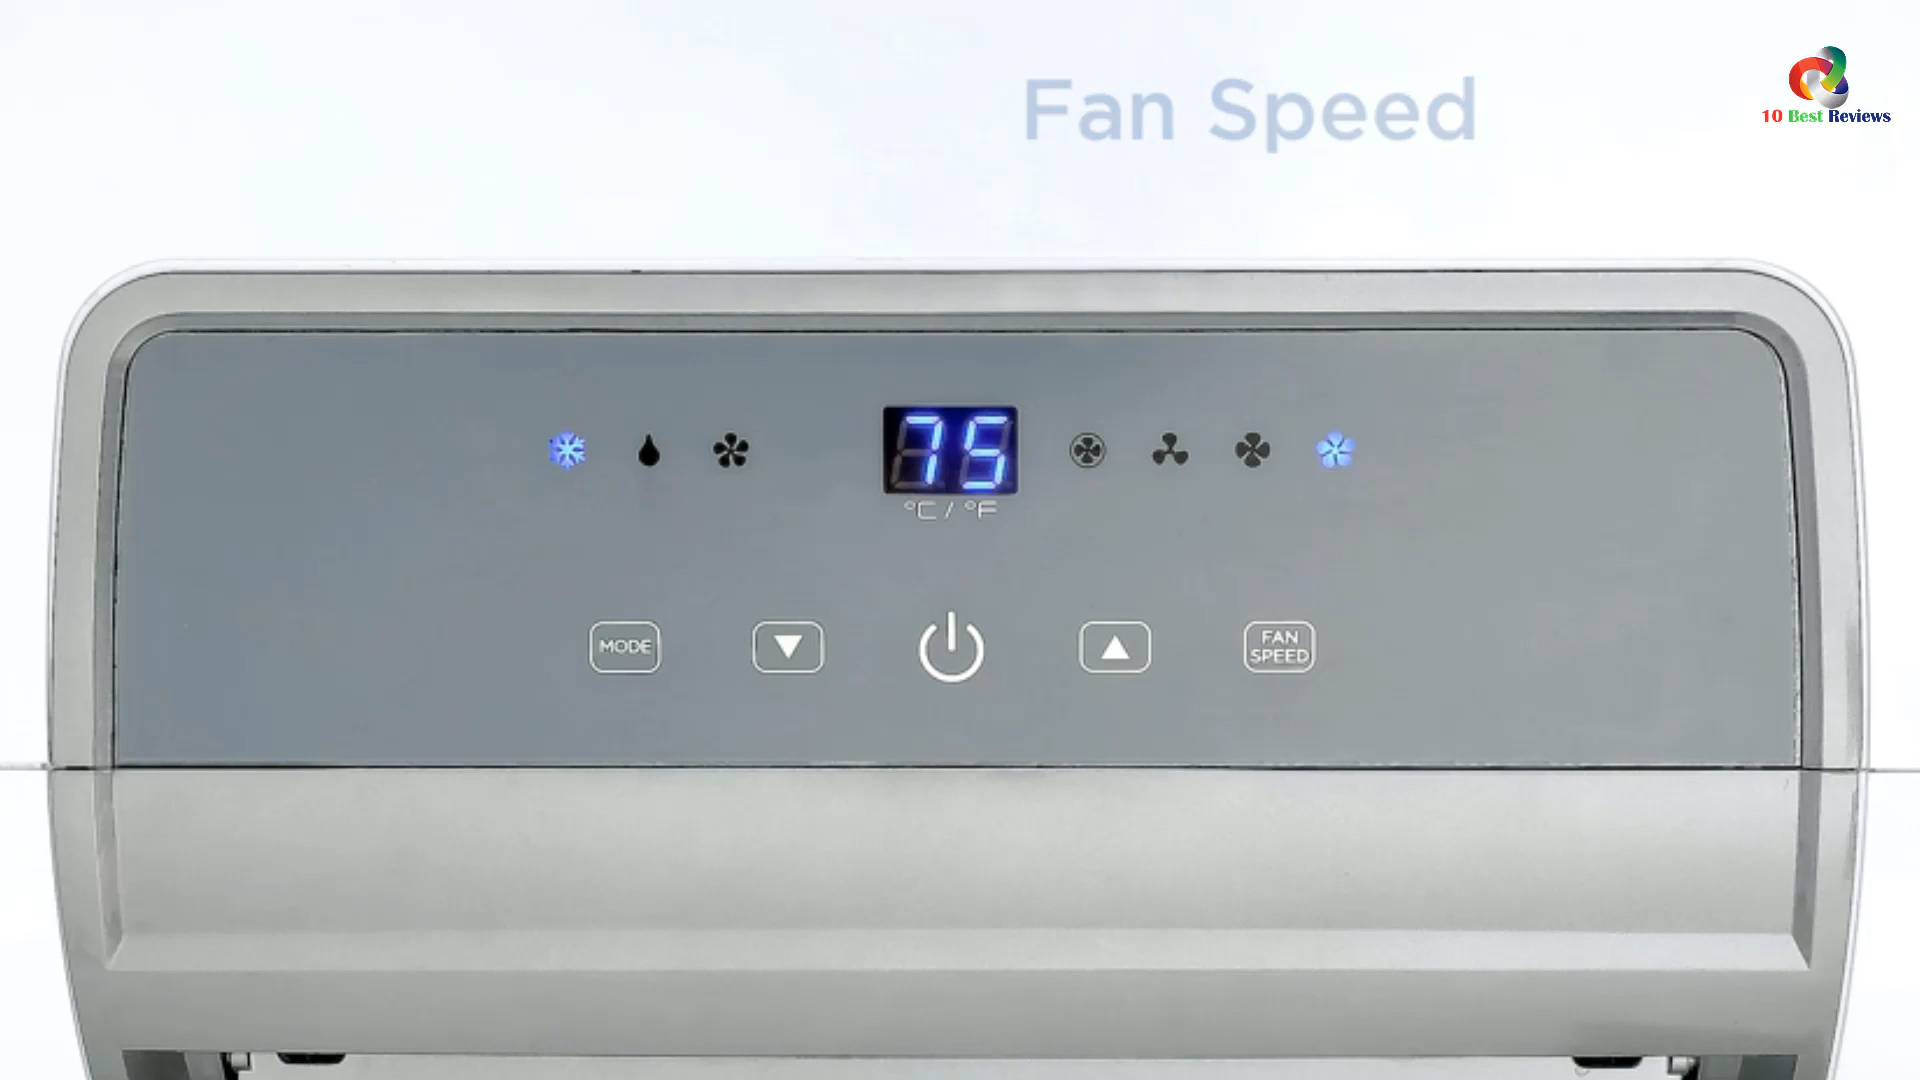 Fan Speed
10 Best Reviews
75
°C / °F
MODE
FAN
SPEED